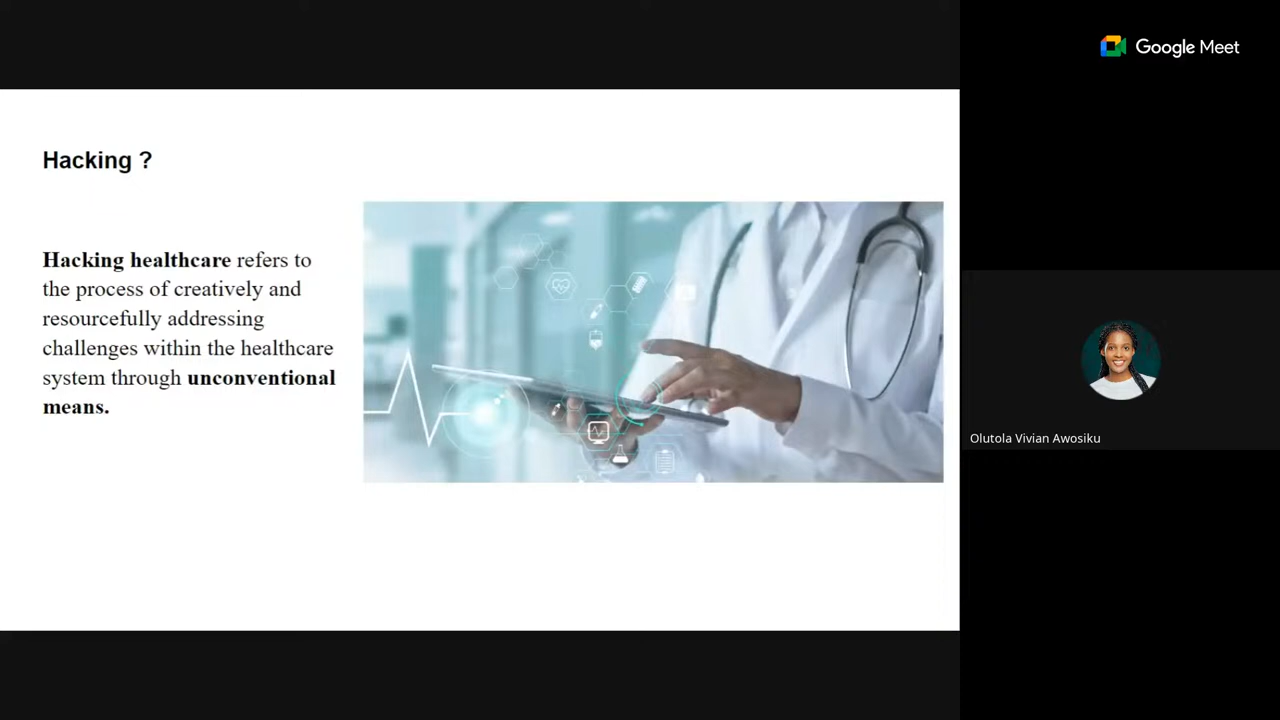 Google Meet
Hacking ?
Hacking healthcare refers to
the process of creatively and
resourcefully addressing
challenges within the healthcare
system through unconventional
means.
Olutola Vivian Awosiku